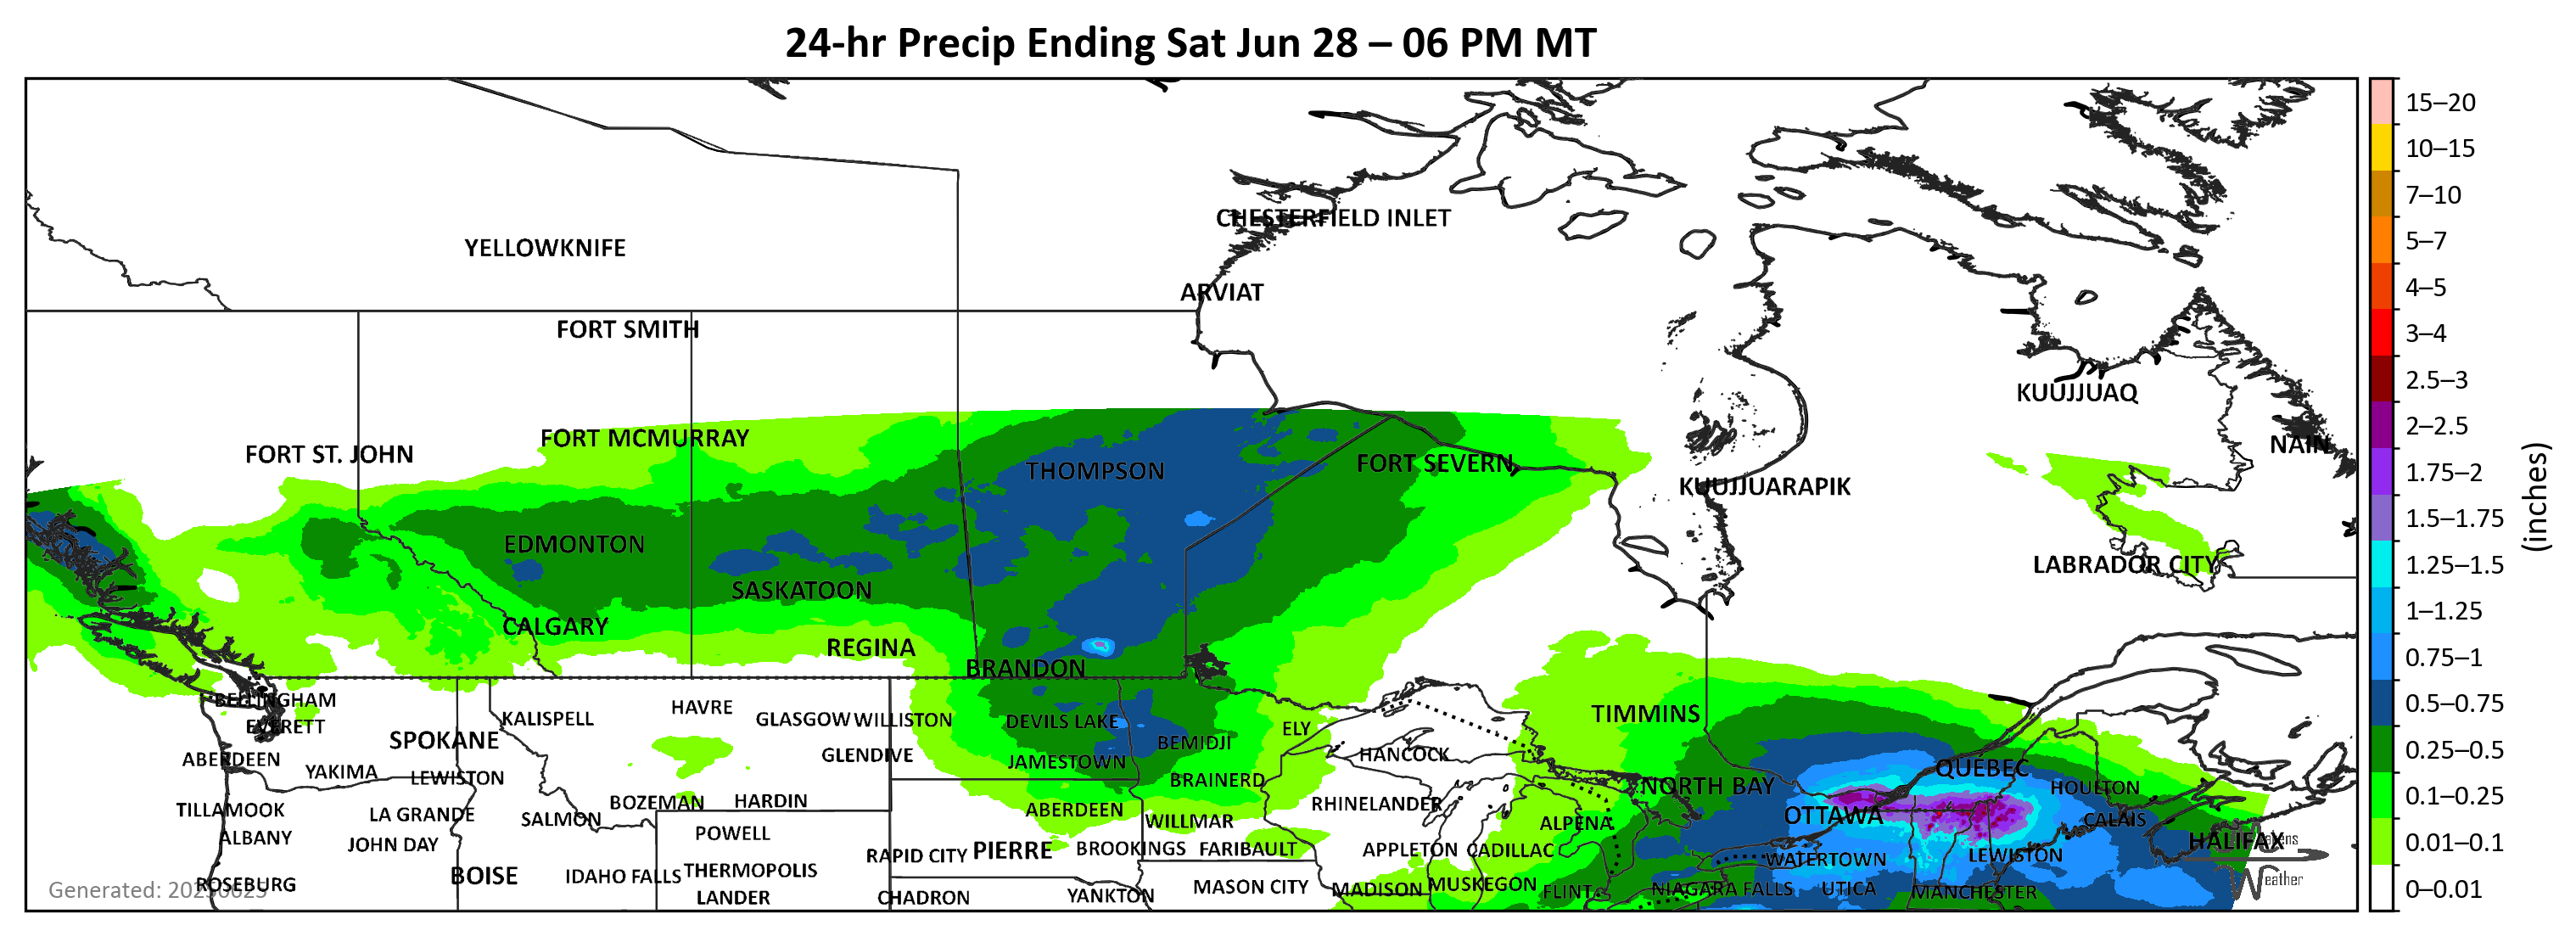 24-hr Precip Ending Sat Jun 28 – 06 PM MT
15–20
10–15
7–10
5–7
4–5
3–4
2.5–3
2–2.5
1.75–2
1.5–1.75
1.25–1.5
1–1.25
0.75–1
0.5–0.75
0.25–0.5
0.1–0.25
0.01–0.1
0–0.01
(inches)
CHESTERFIELD INLET
YELLOWKNIFE
ARVIAT
FORT SMITH
KUUJJUAQ
FORT MCMURRAY
NAIN
FORT ST. JOHN
THOMPSON
FORT SEVERN
KUUJJUARAPIK
EDMONTON
LABRADOR CITY
SASKATOON
CALGARY
REGINA
BRANDON
BELLINGHAM
KALISPELL
HAVRE
GLASGOW
WILLISTON
DEVILS LAKE
TIMMINS
EVERETT
ELY
SPOKANE
BEMIDJI
ABERDEEN
GLENDIVE
JAMESTOWN
HANCOCK
QUEBEC
YAKIMA
LEWISTON
BRAINERD
NORTH BAY
HOULTON
TILLAMOOK
LA GRANDE
SALMON
BOZEMAN
HARDIN
ABERDEEN
WILLMAR
RHINELANDER
ALPENA
OTTAWA
CALAIS
ALBANY
JOHN DAY
POWELL
HALIFAX
RAPID CITY
PIERRE
BROOKINGS
FARIBAULT
APPLETON
CADILLAC
WATERTOWN
LEWISTON
ROSEBURG
BOISE
IDAHO FALLS
THERMOPOLIS
LANDER
CHADRON
YANKTON
MASON CITY
MADISON
MUSKEGON
FLINT
NIAGARA FALLS
UTICA
MANCHESTER
Generated:
eather